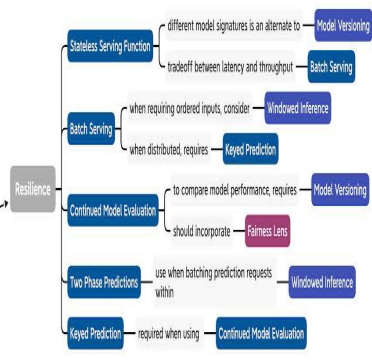 different model signatures is an alternate to Model Versioning
Stateless Serving Function
tradeoff between latency and throughput Batch Serving
when requiring ordered inputs, consider Windowed Inference
Batch Serving
when distributed, requires Keyed Prediction
Resilience
to compare model performance, requires Model Versioning
Continued Model Evaluation
should incorporate Fairness Lens
Two Phase Predictions
use when batching prediction requests
within
Windowed Inference
Keyed Prediction required when using Continued Model Evaluation